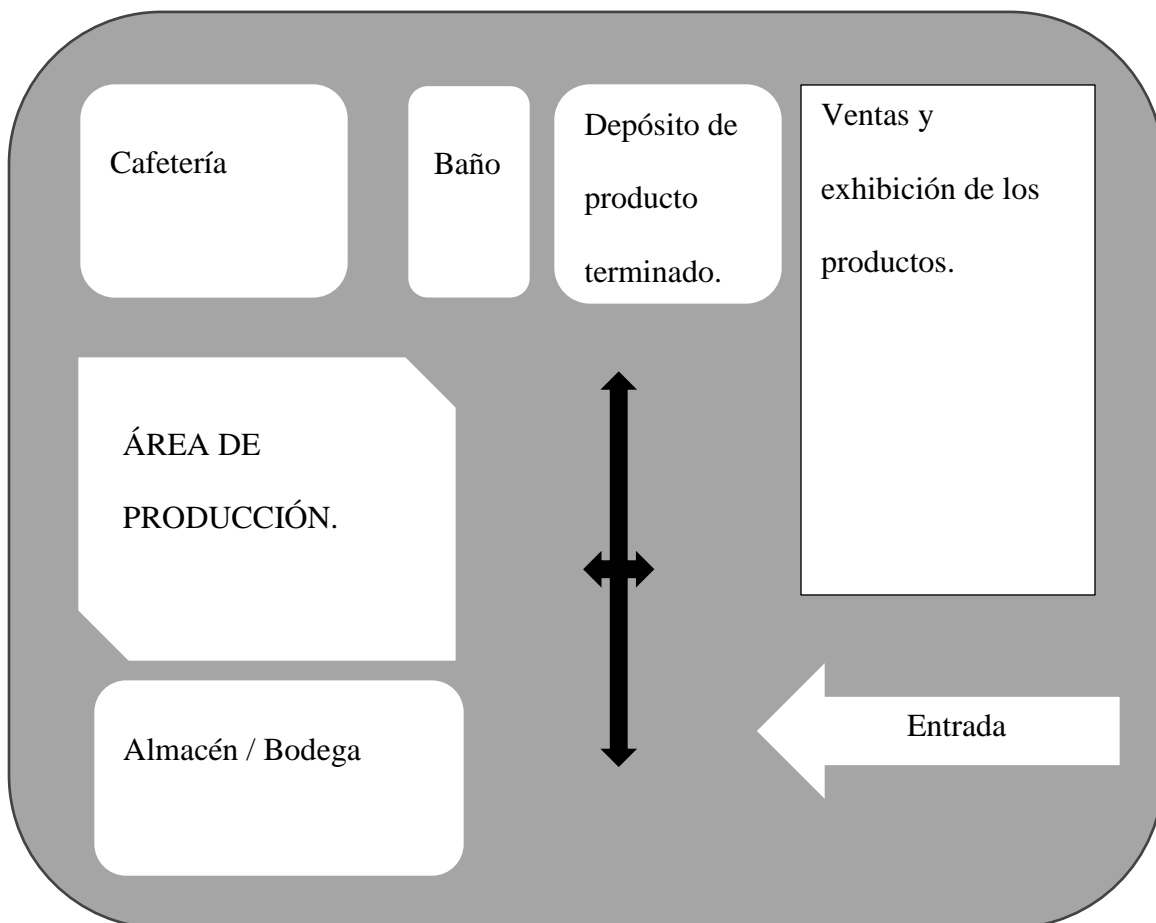 Cafetería
Baño
Depósito de
producto
terminado.
Ventas y
exhibición de los
productos.
ÁREA DE
PRODUCCIÓN.
Almacén / Bodega
Entrada